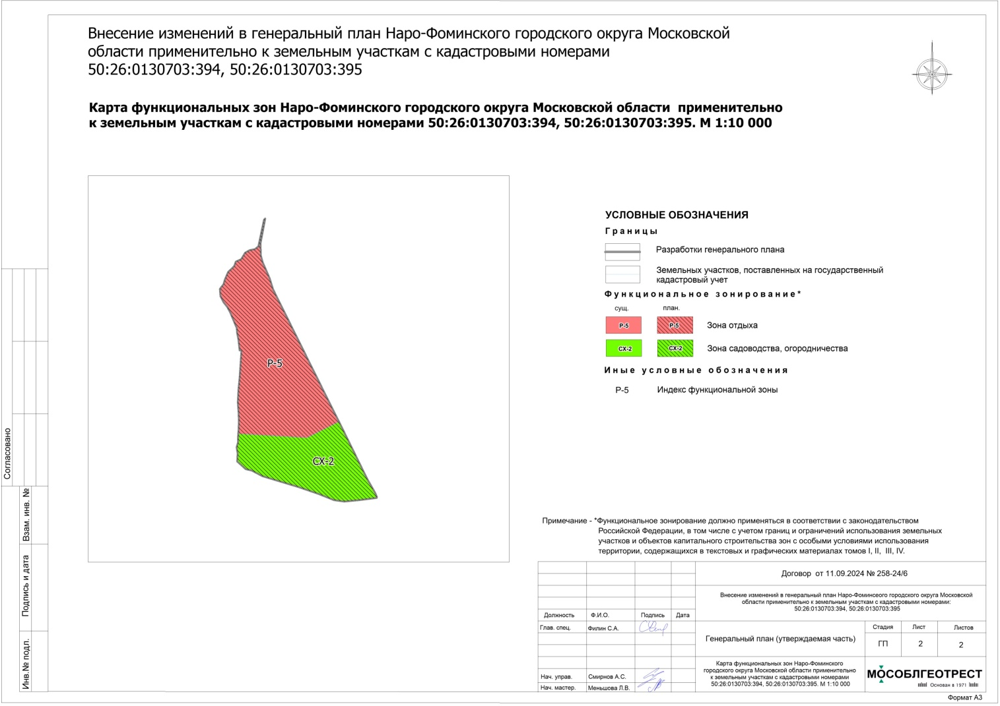 Внесение изменений в генеральный план Наро-Фоминского городского округа Московской
области применительно к земельным участкам с кадастровыми номерами
50:26:0130703:394, 50:26:0130703:395
Карта функциональных зон Наро-Фоминского городского округа Московской области применительно
к земельным участкам с кадастровыми номерами 50:26:0130703:394, 50:26:0130703:395. М 1:10 000
Р-5
СХ-2
УСЛОВНЫЕ ОБОЗНАЧЕНИЯ
Границы
Разработки генерального плана
Земельных участков, поставленных на государственный
кадастровый учет
Функциональное зонирование*
сущ. план.
Р-5 Р-5 Зона отдыха
СХ-2 СХ-2 Зона садоводства, огородничества
Иные условные обозначения
Р-5 Индекс функциональной зоны
Примечание - *Функциональное зонирование должно применяться в соответствии с законодательством
Российской Федерации, в том числе с учетом границ и ограничений использования земельных
участков и объектов капитального строительства зон с особыми условиями использования
территории, содержащихся в текстовых и графических материалах томов I, II, III, IV.
Согласовано
Взам. инв. №
Подпись и дата
Инв.№ подл.
Договор от 11.09.2024 № 258-24/6
Внесение изменений в генеральный план Наро-Фоминсеого городского округа Московской
области применительно к земельным участкам с кадастровыми номерами:
50:26:0130703:394, 50:26:0130703:395
Должность Ф.И.О. Подпись Дата
Глав. спец. Филин С.А.
Генеральный план (утверждаемая часть)
Стадия Лист Листов
ГП 2 2
Нач. управ. Смирнов А.С.
Нач. мастер. Меньшова Л.В.
Карта функциональных зон Наро-Фоминского
городского округа Московской области применительно
к земельным участкам с кадастровыми номерами
50:26:0130703:394, 50:26:0130703:395. М 1:10 000
МОСОБЛГЕОТРЕСТ
Основан в 1971
Формат А3